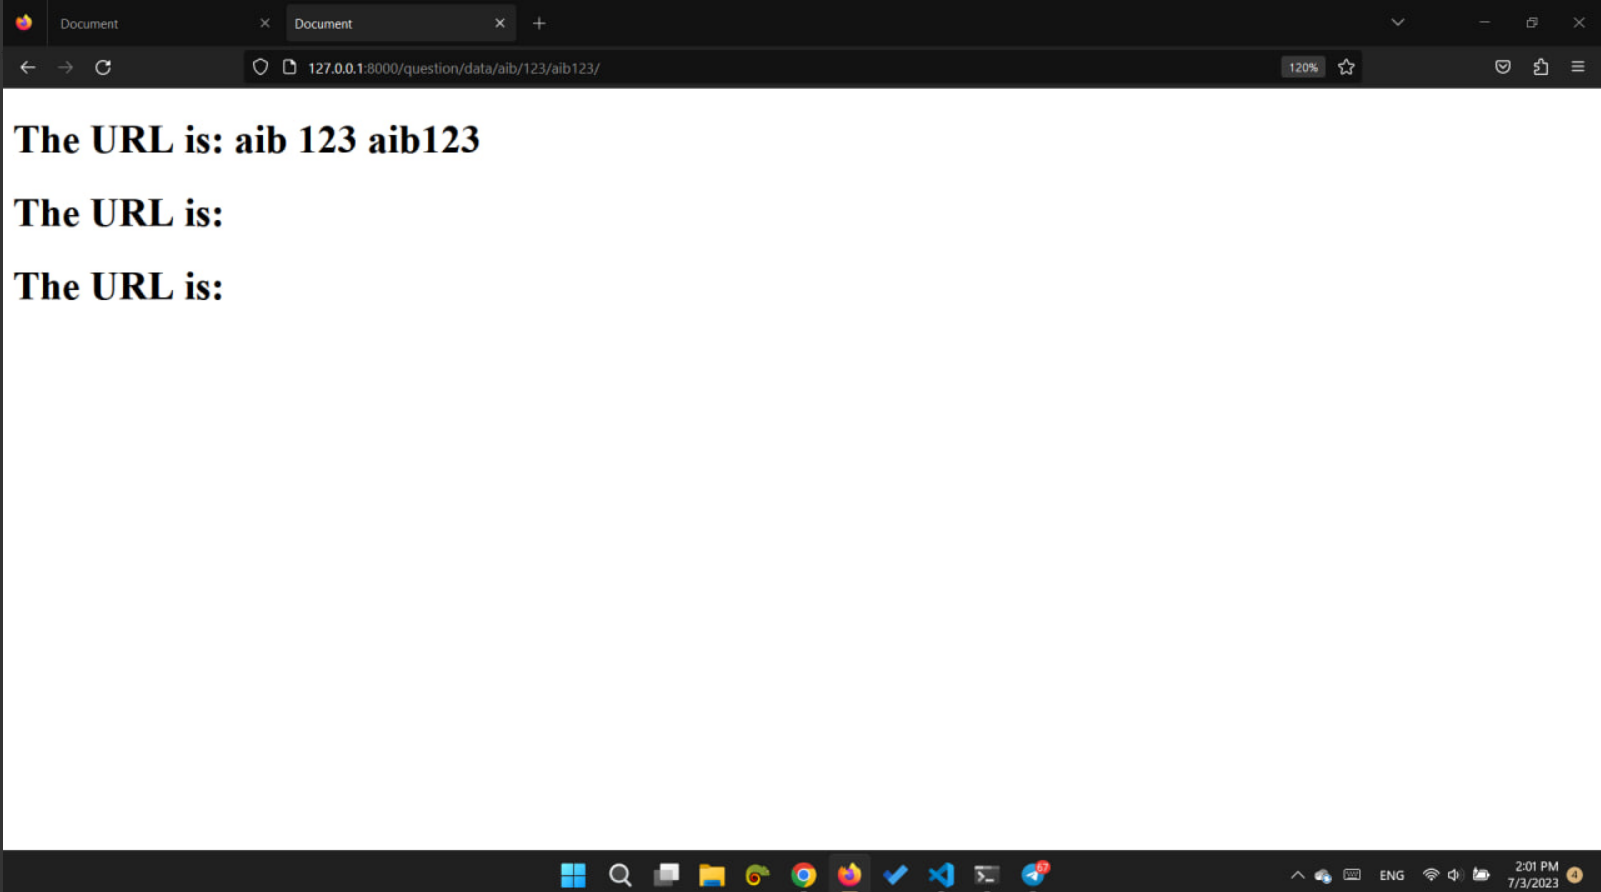 Document
Document
127.0.0.1:8000/question/data/aib/123/aib123/
120%
The URL is: aib 123 aib123
The URL is:
The URL is:
67
ENG
2:01 PM
7/3/2023
4